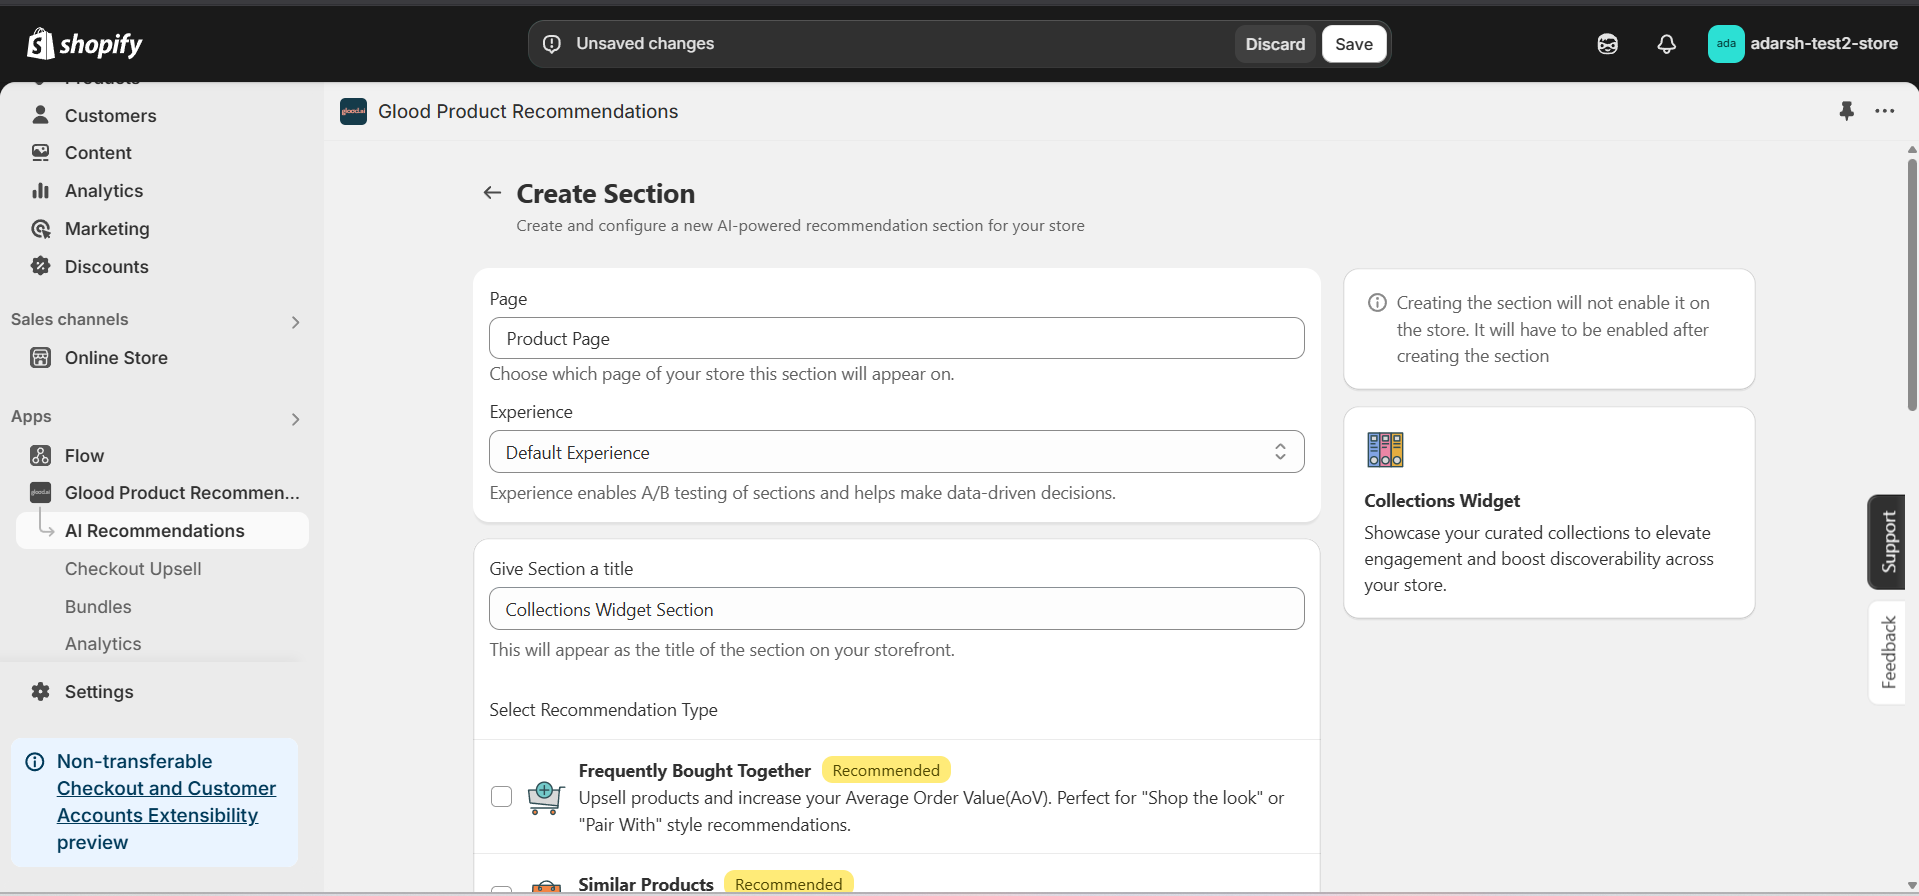 shopify
Unsaved changes
Discard
Save
ada
adarsh-test2-store
Products
Customers
Content
Analytics
Marketing
Discounts
Sales channels
Online Store
Apps
Flow
Glood Product Recommen...
AI Recommendations
Checkout Upsell
Bundles
Analytics
Settings
Non-transferable
Checkout and Customer
Accounts Extensibility
preview
glood.ai
Glood Product Recommendations
Create Section
Create and configure a new AI-powered recommendation section for your store
Page
Product Page
Choose which page of your store this section will appear on.
Experience
Default Experience
Experience enables A/B testing of sections and helps make data-driven decisions.
Give Section a title
Collections Widget Section
This will appear as the title of the section on your storefront.
Select Recommendation Type
Frequently Bought Together
Recommended
Upsell products and increase your Average Order Value(AoV). Perfect for "Shop the look" or
"Pair With" style recommendations.
Similar Products
Recommended
Creating the section will not enable it on
the store. It will have to be enabled after
creating the section
Collections Widget
Showcase your curated collections to elevate
engagement and boost discoverability across
your store.
Support
Feedback